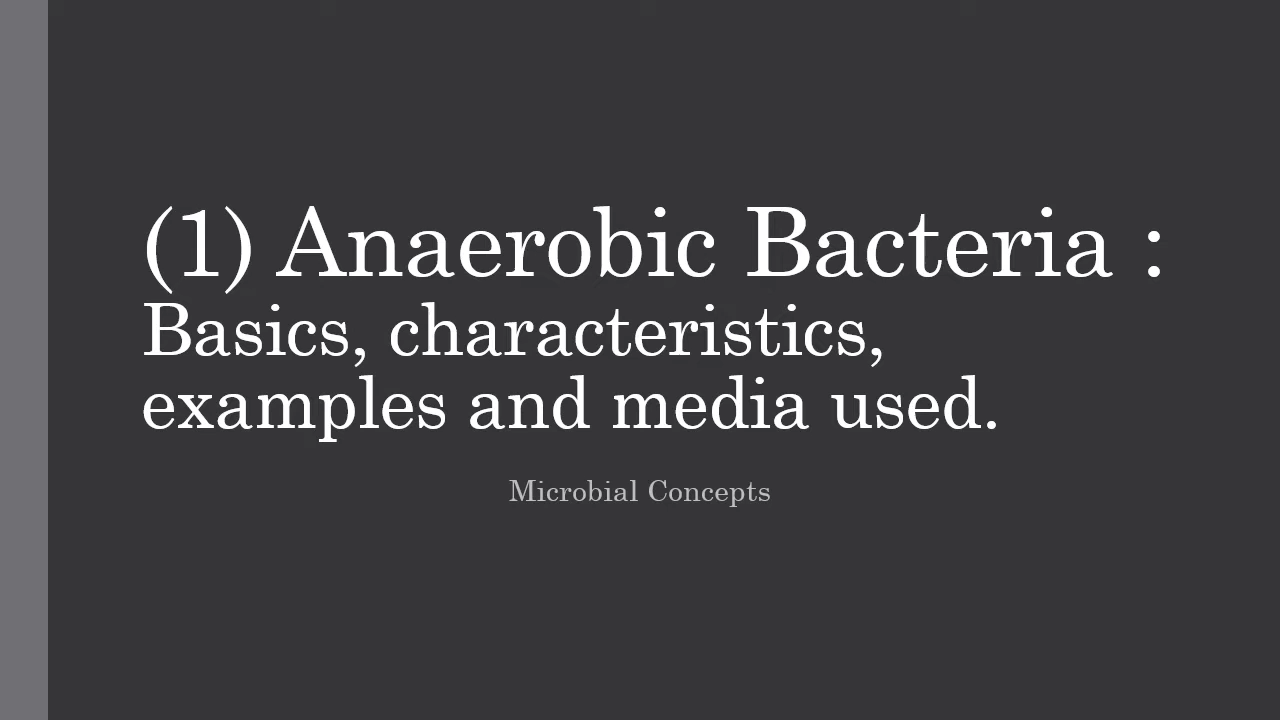 (1) Anaerobic Bacteria :
Basics, characteristics,
examples and media used.
Microbial Concepts